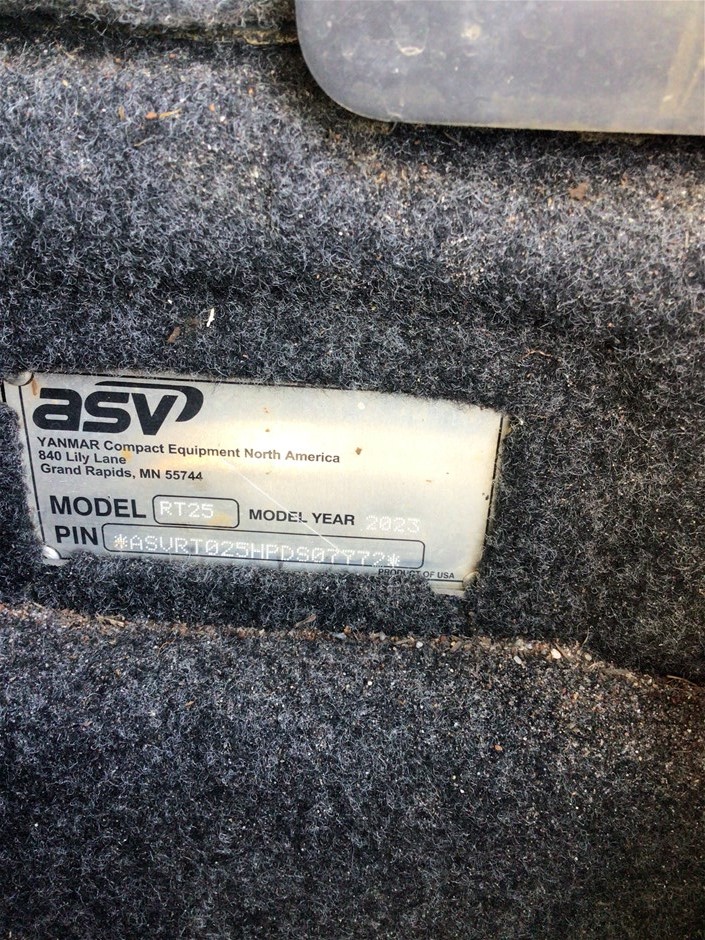 asv
YANMAR Compact Equipment North America
840 Lily Lane
Grand Rapids, MN 55744
MODEL RT25 MODEL YEAR 2023
PIN *ASVRT025HPDS07772*
PRODUCT OF USA